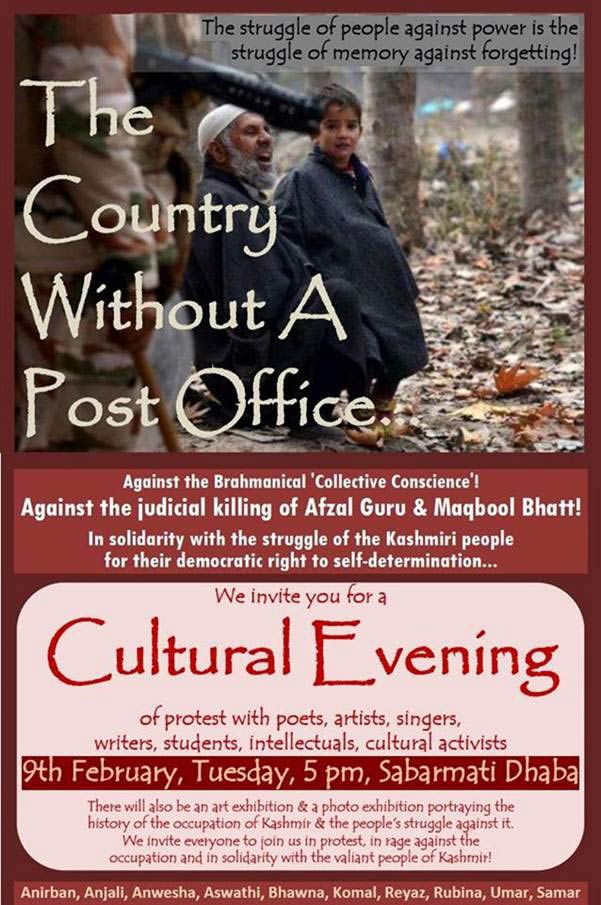 The struggle of people against power is the
struggle of memory against forgetting!
The
Country
Without A
Post Office...
Against the Brahmanical 'Collective Conscience'!
Against the judicial killing of Afzal Guru & Maqbool Bhatt!
In solidarity with the struggle of the Kashmiri people
for their democratic right to self-determination...
We invite you for a
Cultural Evening
of protest with poets, artists, singers,
writers, students, intellectuals, cultural activists
9th February, Tuesday, 5 pm, Sabarmati Dhaba
There will also be an art exhibition & a photo exhibition portraying the
history of the occupation of Kashmir & the people's struggle against it.
We invite everyone to join us in protest, in rage against the
occupation and in solidarity with the valiant people of Kashmir!
Anirban, Anjali, Anwesha, Aswathi, Bhawna, Komal, Reyaz, Rubina, Umar, Samar